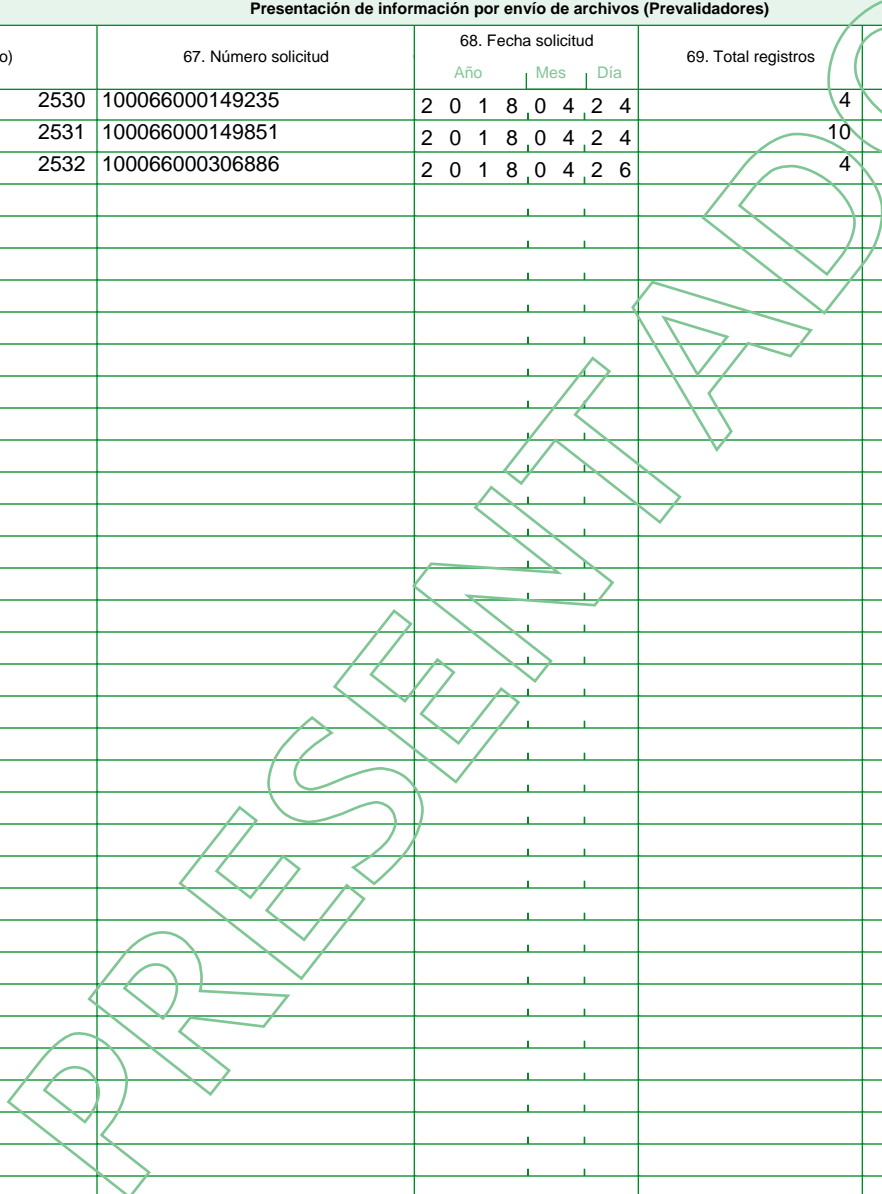 Presentación de información por envío de archivos (Prevalidadores)
o) 67. Número solicitud 68. Fecha solicitud 69. Total registros
Año Mes Día
2530 100066000149235 2 0 1 8 0 4 2 4 4
2531 100066000149851 2 0 1 8 0 4 2 4 10
2532 100066000306886 2 0 1 8 0 4 2 6 4
PRESENTADO